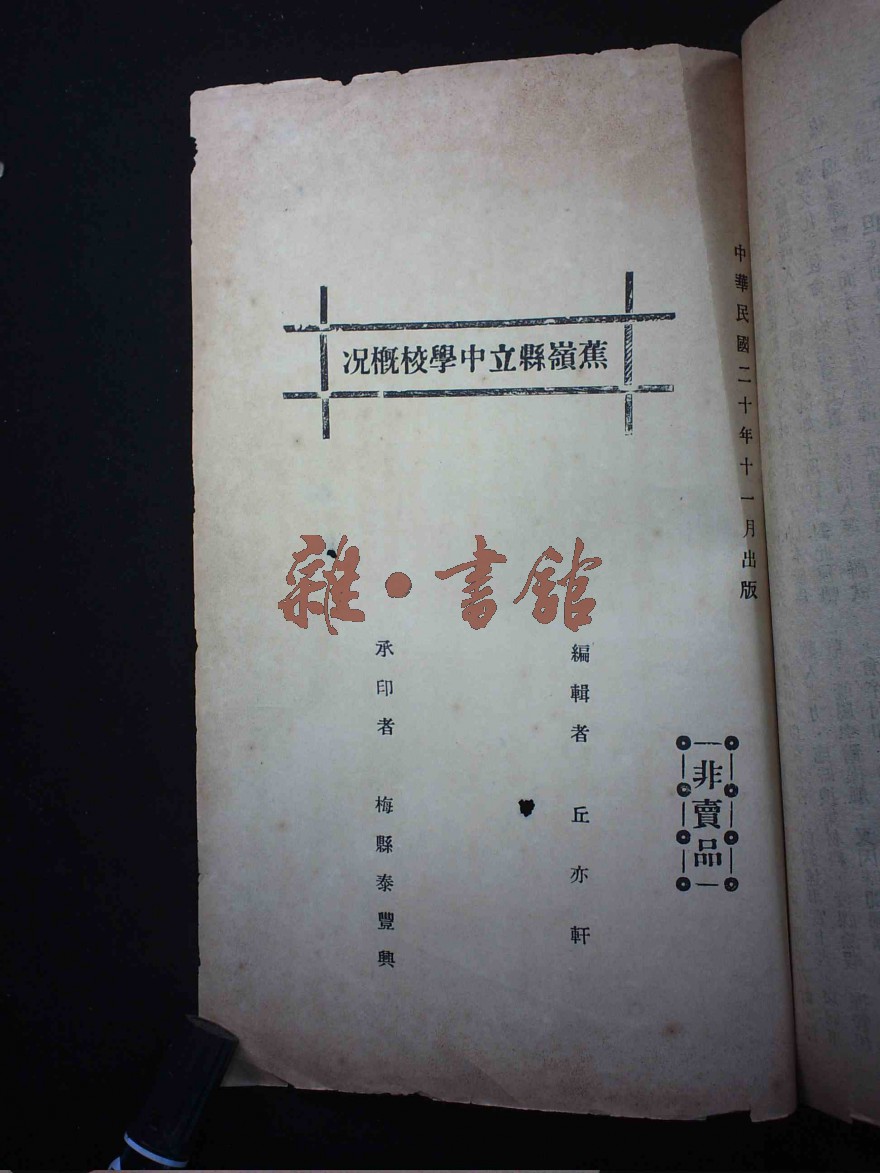 中華民國二十年十一月出版
蕉嶺縣立中學校概况
非賣品
編輯者 丘亦軒
承印者 梅縣泰豐興
雜·書館